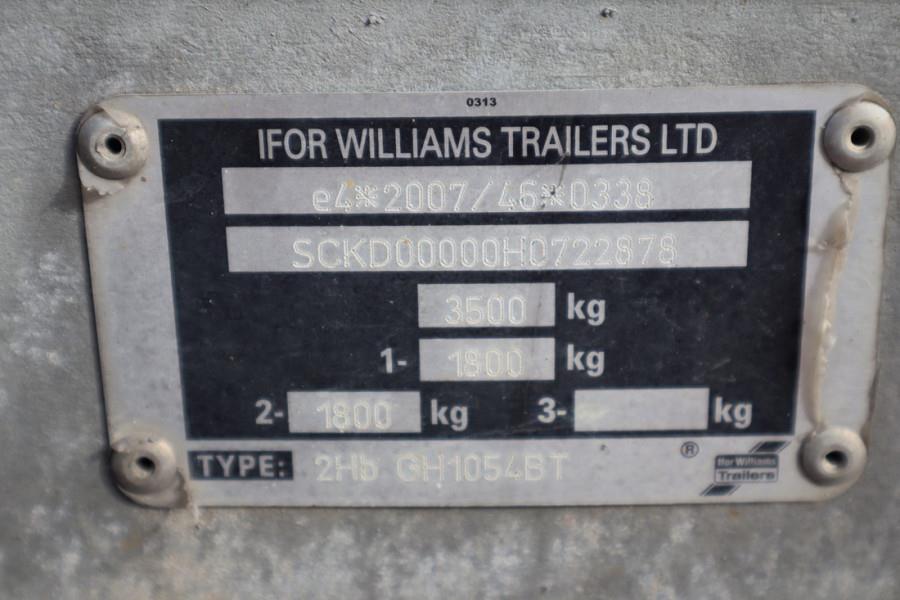 0313
IFOR WILLIAMS TRAILERS LTD
e4*2007/46*0338
SCKD00000H0722878
3500 kg
1- 1800 kg
2- 1800 kg 3- kg
TYPE: 2Hb GH1054BT ®
Ifor Williams
Trailers